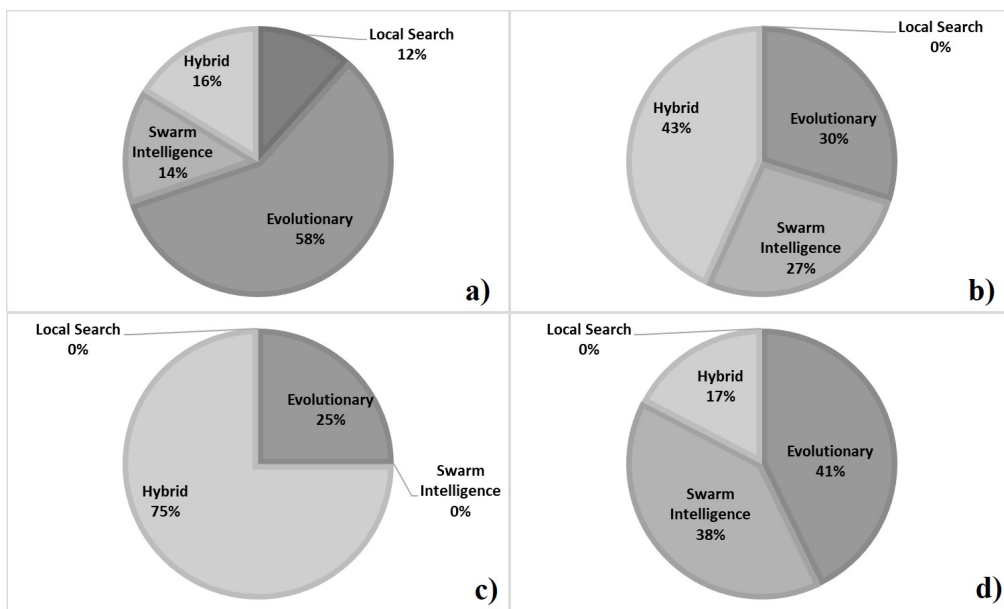 Local Search
12%
Hybrid
16%
Swarm
Intelligence
14%
Evolutionary
58%
a)
Local Search
0%
Hybrid
43%
Evolutionary
30%
Swarm
Intelligence
27%
b)
Local Search
0%
Evolutionary
25%
Swarm
Intelligence
0%
Hybrid
75%
c)
Local Search
0%
Hybrid
17%
Evolutionary
41%
Swarm
Intelligence
38%
d)